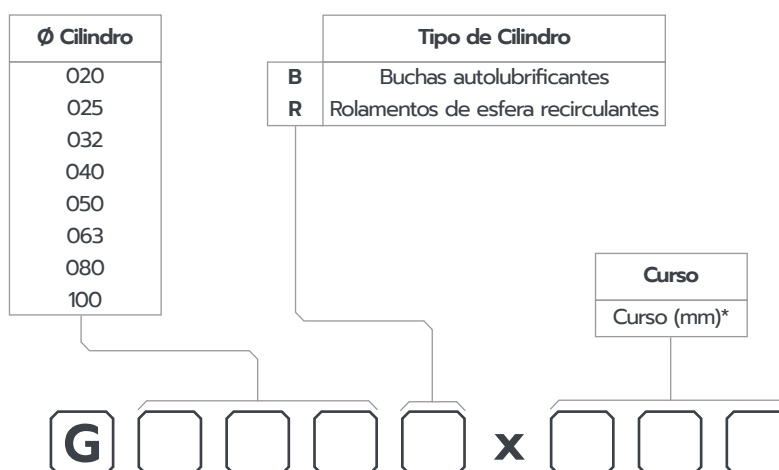 Ø Cilindro
020
025
032
040
050
063
080
100
Tipo de Cilindro
B Buchas autolubrificantes
R Rolamentos de esfera recirculantes
Curso
Curso (mm)*
G x